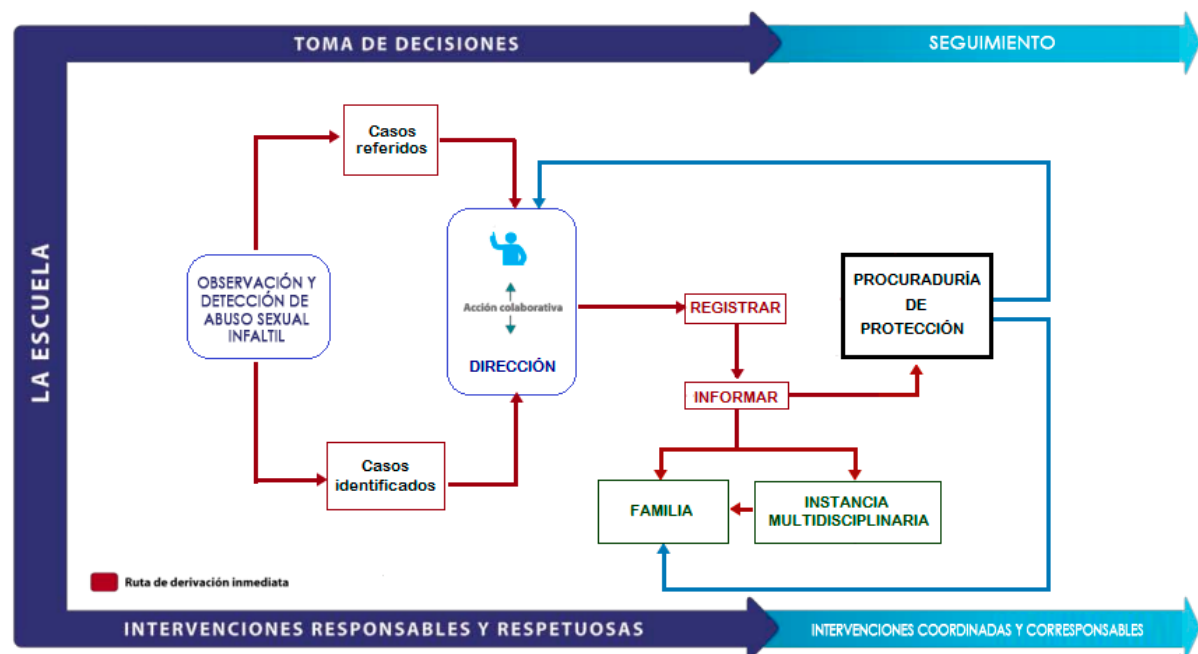 TOMA DE DECISIONES
SEGUIMIENTO
LA ESCUELA
Casos
referidos
OBSERVACIÓN Y
DETECCIÓN DE
ABUSO SEXUAL
INFALTIL
Acción colaborativa
DIRECCIÓN
REGISTRAR
PROCURADURÍA
DE
PROTECCIÓN
INFORMAR
Casos
identificados
FAMILIA
INSTANCIA
MULTIDISCIPLINARIA
Ruta de derivación inmediata
INTERVENCIONES RESPONSABLES Y RESPETUOSAS
INTERVENCIONES COORDINADAS Y CORRESPONSABLES